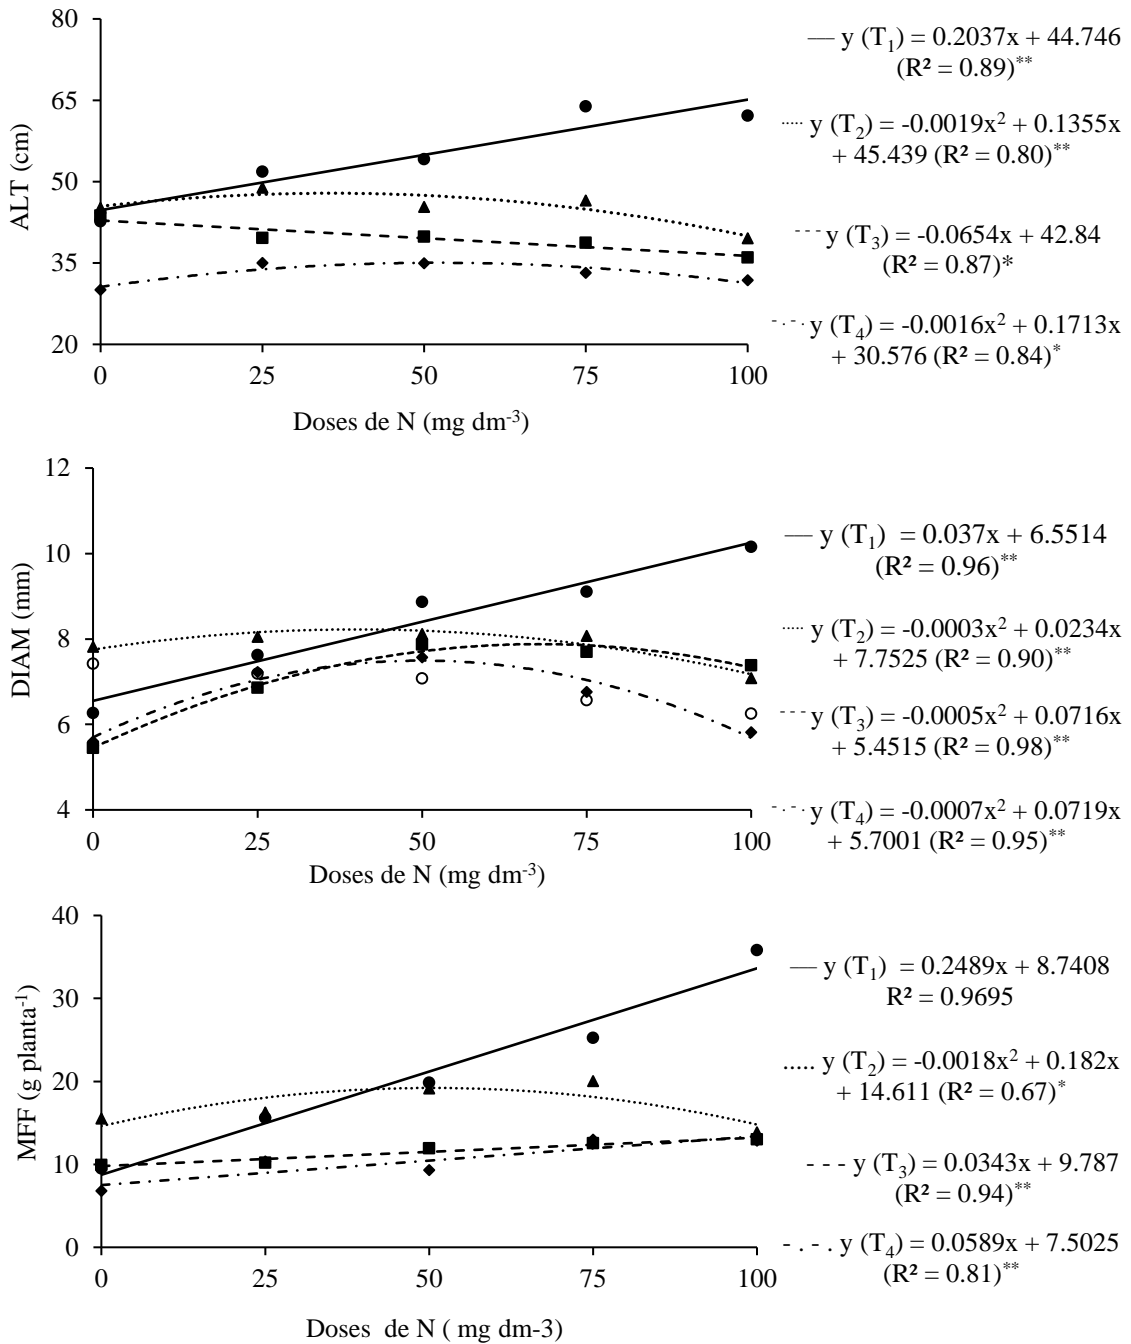 80
65
50
35
20
ALT (cm)
0 25 50 75 100
Doses de N (mg dm-3)
y (T1) = 0.2037x + 44.746
(R² = 0.89)**
y (T2) = -0.0019x2 + 0.1355x
+ 45.439 (R² = 0.80)**
y (T3) = -0.0654x + 42.84
(R² = 0.87)*
y (T4) = -0.0016x2 + 0.1713x
+ 30.576 (R² = 0.84)*
12
10
8
6
4
DIAM (mm)
0 25 50 75 100
Doses de N (mg dm-3)
y (T1) = 0.037x + 6.5514
(R² = 0.96)**
y (T2) = -0.0003x2 + 0.0234x
+ 7.7525 (R² = 0.90)**
y (T3) = -0.0005x2 + 0.0716x
+ 5.4515 (R² = 0.98)**
y (T4) = -0.0007x2 + 0.0719x
+ 5.7001 (R² = 0.95)**
40
30
20
10
0
MFF (g planta-1)
0 25 50 75 100
Doses de N ( mg dm-3)
y (T1) = 0.2489x + 8.7408
R² = 0.9695
y (T2) = -0.0018x2 + 0.182x
+ 14.611 (R² = 0.67)*
y (T3) = 0.0343x + 9.787
(R² = 0.94)**
y (T4) = 0.0589x + 7.5025
(R² = 0.81)**